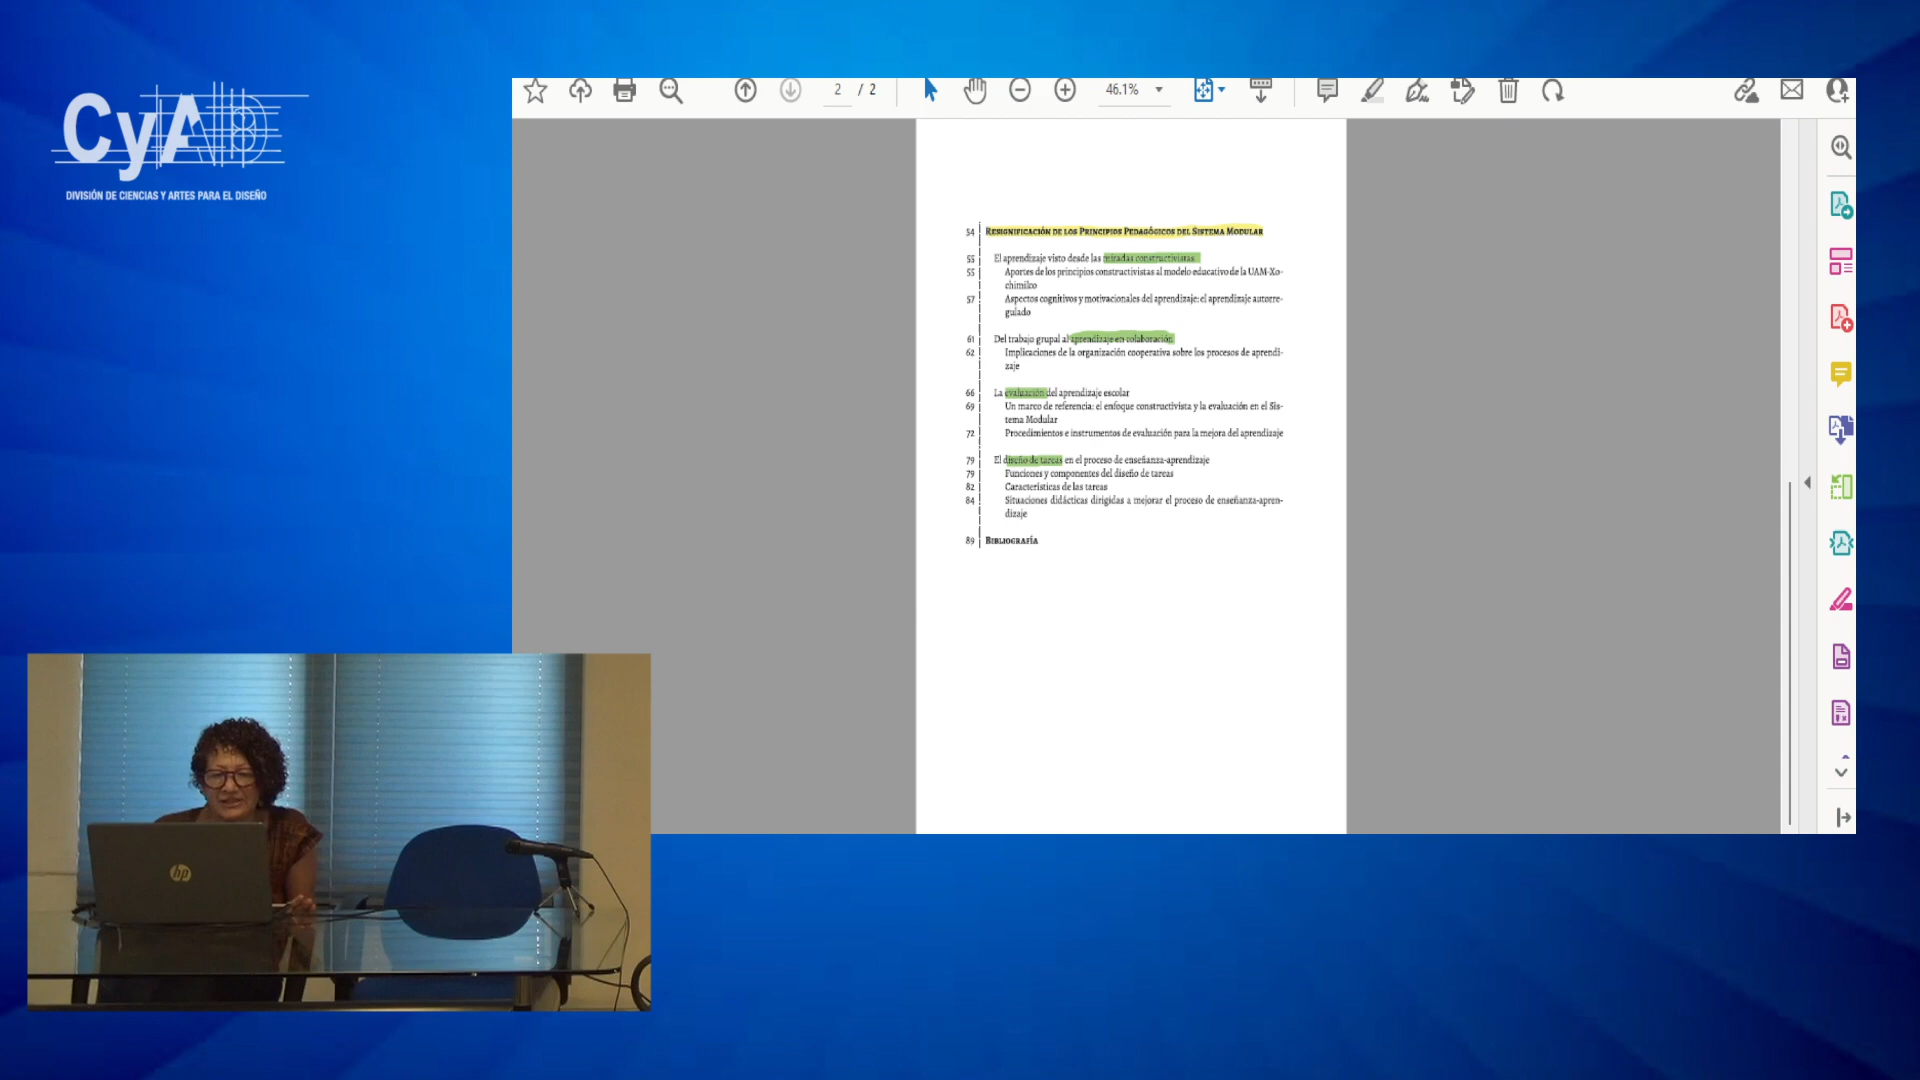 CyAD
DIVISIÓN DE CIENCIAS Y ARTES PARA EL DISEÑO
2 / 2
46.1%
54 RESIGNIFICACIÓN DE LOS PRINCIPIOS PEDAGÓGICOS DEL SISTEMA MODULAR
55 El aprendizaje visto desde las miradas constructivistas
55 Aportes de los principios constructivistas al modelo educativo de la UAM-Xo-
chimilco
57 Aspectos cognitivos y motivacionales del aprendizaje: el aprendizaje autorre-
gulado
61 Del trabajo grupal al aprendizaje en colaboración
62 Implicaciones de la organización cooperativa sobre los procesos de aprendi-
zaje
66 La evaluación del aprendizaje escolar
69 Un marco de referencia: el enfoque constructivista y la evaluación en el Sis-
tema Modular
72 Procedimientos e instrumentos de evaluación para la mejora del aprendizaje
79 El diseño de tareas en el proceso de enseñanza-aprendizaje
79 Funciones y componentes del diseño de tareas
82 Características de las tareas
84 Situaciones didácticas dirigidas a mejorar el proceso de enseñanza-apren-
dizaje
89 BIBLIOGRAFÍA
hp